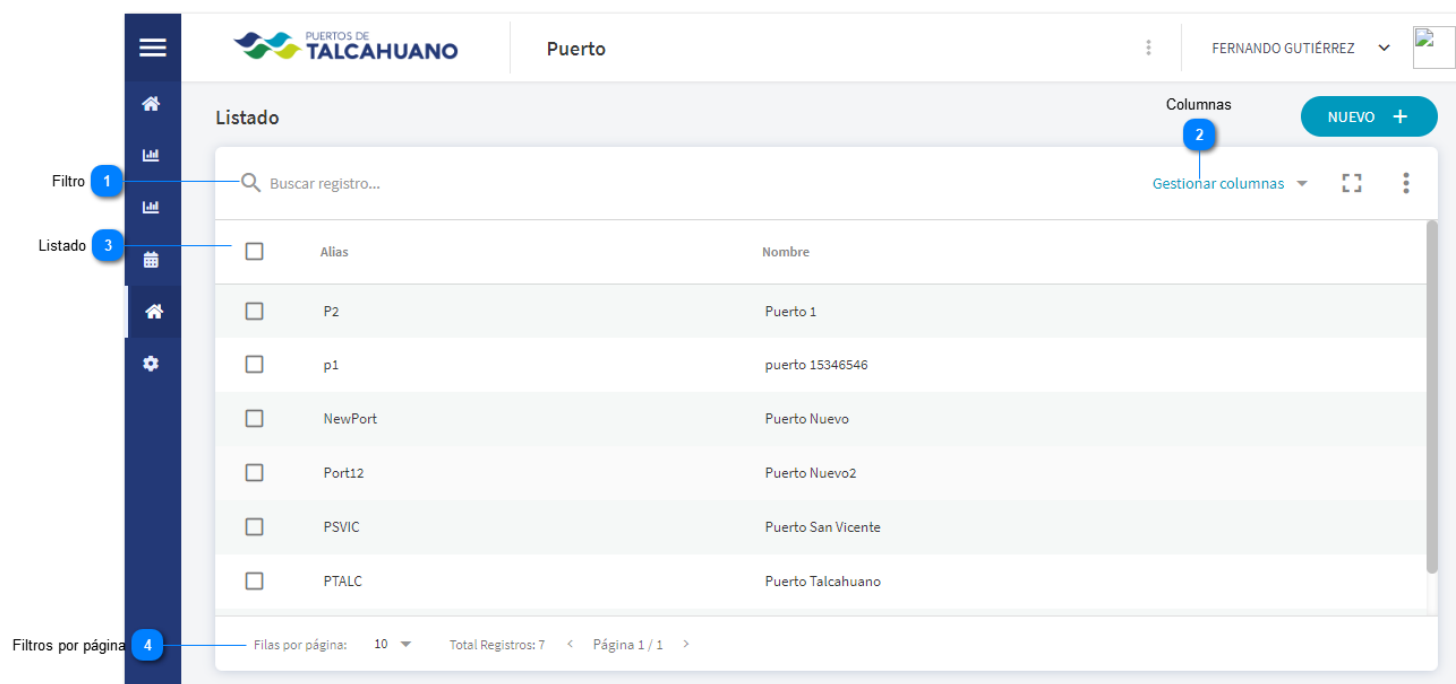 PUERTOS DE
TALCAHUANO
Puerto
FERNANDO GUTIÉRREZ
Listado
Columnas
2
NUEVO +
Filtro 1
Buscar registro...
Gestionar columnas
Listado 3
Alias Nombre
P2 Puerto 1
p1 puerto 15346546
NewPort Puerto Nuevo
Port12 Puerto Nuevo2
PSVIC Puerto San Vicente
PTALC Puerto Talcahuano
Filtros por página 4
Filas por página: 10 Total Registros: 7 < Página 1 / 1 >